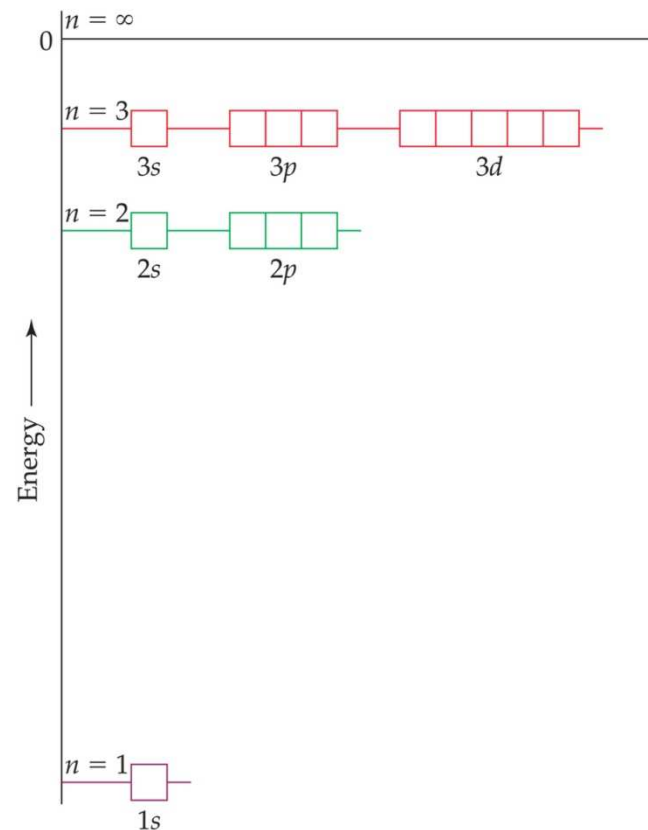 n = ∞
0
n = 3
3s 3p 3d
n = 2
2s 2p
Energy
n = 1
1s